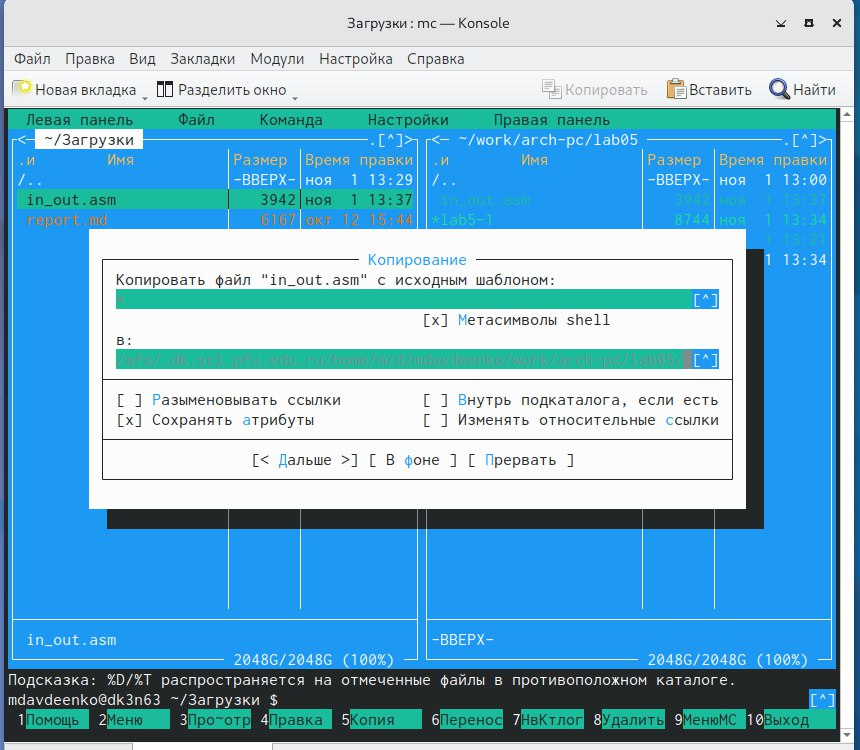 Загрузки : mc — Konsole
Файл Правка Вид Закладки Модули Настройка Справка
Новая вкладка Разделить окно Копировать Вставить Найти
Левая панель Файл Команда Настройки Правая панель
<─ ~/Загрузки .[^]> <─ ~/work/arch-pc/lab05 .[^]>
.и Имя Размер Время правки .и Имя Размер Время правки
/.. -ВВЕРХ- ноя 1 13:29 /.. -ВВЕРХ- ноя 1 13:00
in_out.asm 3942 ноя 1 13:37 in_out.asm 3942 ноя 1 13:37
report.md 6167 окт 12 15:44 *lab5-1 8744 ноя 1 13:34
1 13:21
1 13:34
Копирование
Копировать файл "in_out.asm" с исходным шаблоном:
* [^]
[x] Метасимволы shell
в:
/afs/.dk.sci.pfu.edu.ru/home/m/d/mdavdeenko/work/arch-pc/lab05/ [^]
[ ] Разыменовывать ссылки [ ] Внутрь подкаталога, если есть
[x] Сохранять атрибуты [ ] Изменять относительные ссылки
[< Дальше >] [ В фоне ] [ Прервать ]
in_out.asm -ВВЕРХ-
2048G/2048G (100%) 2048G/2048G (100%)
Подсказка: %D/%T распространяется на отмеченные файлы в противоположном каталоге.
mdavdeenko@dk3n63 ~/Загрузки $ [^]
1Помощь 2Меню 3Про~отр 4Правка 5Копия 6Перенос 7НвКтлог 8Удалить 9МенюМС 10Выход